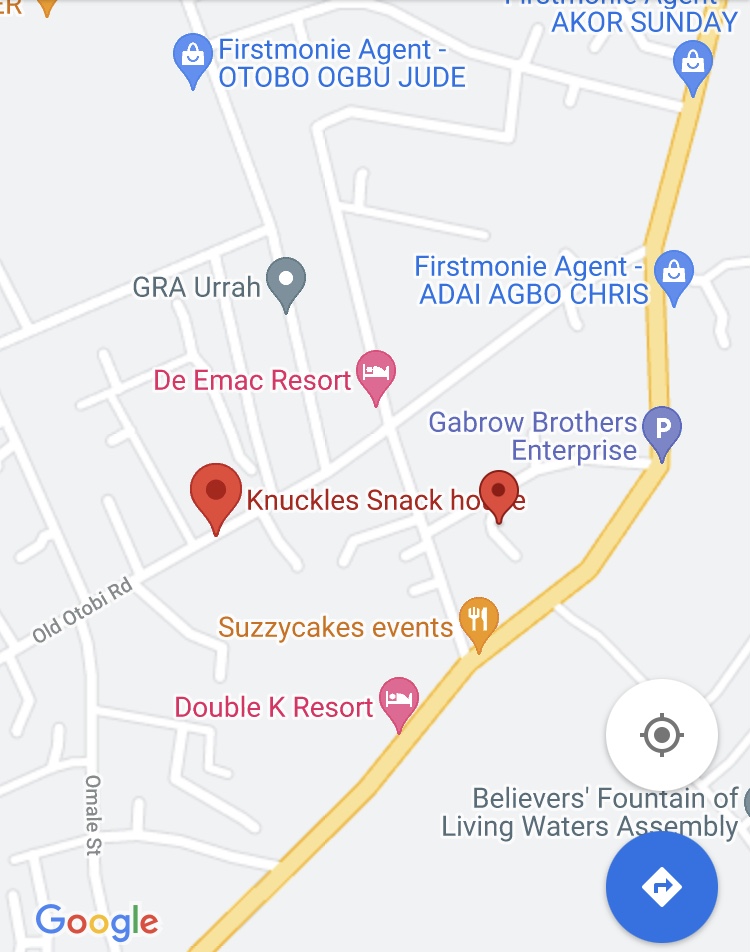 ER
Firstmonie Agent
AKOR SUNDAY
Firstmonie Agent -
OTOBO OGBU JUDE
Firstmonie Agent -
ADAI AGBO CHRIS
GRA Urrah
De Emac Resort
Gabrow Brothers
Enterprise
P
Knuckles Snack house
Old Otobi Rd
Suzzycakes events
Double K Resort
Omale St
Believers' Fountain of
Living Waters Assembly
Google